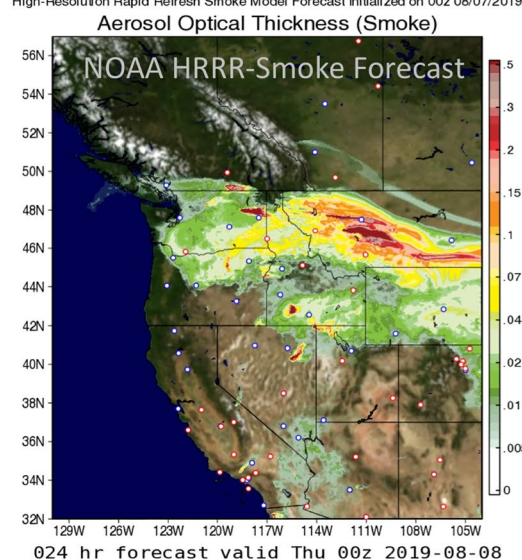 High-Resolution Rapid Refresh Smoke Model Forecast initialized on 00z 08/07/2019
Aerosol Optical Thickness (Smoke)
NOAA HRRR-Smoke Forecast
56N
54N
52N
50N
48N
46N
44N
42N
40N
38N
36N
34N
32N
129W 126W 123W 120W 117W 114W 111W 108W 105W
.5
.3
.2
.15
.1
.07
.04
.02
.01
0
024 hr forecast valid Thu 00z 2019-08-08